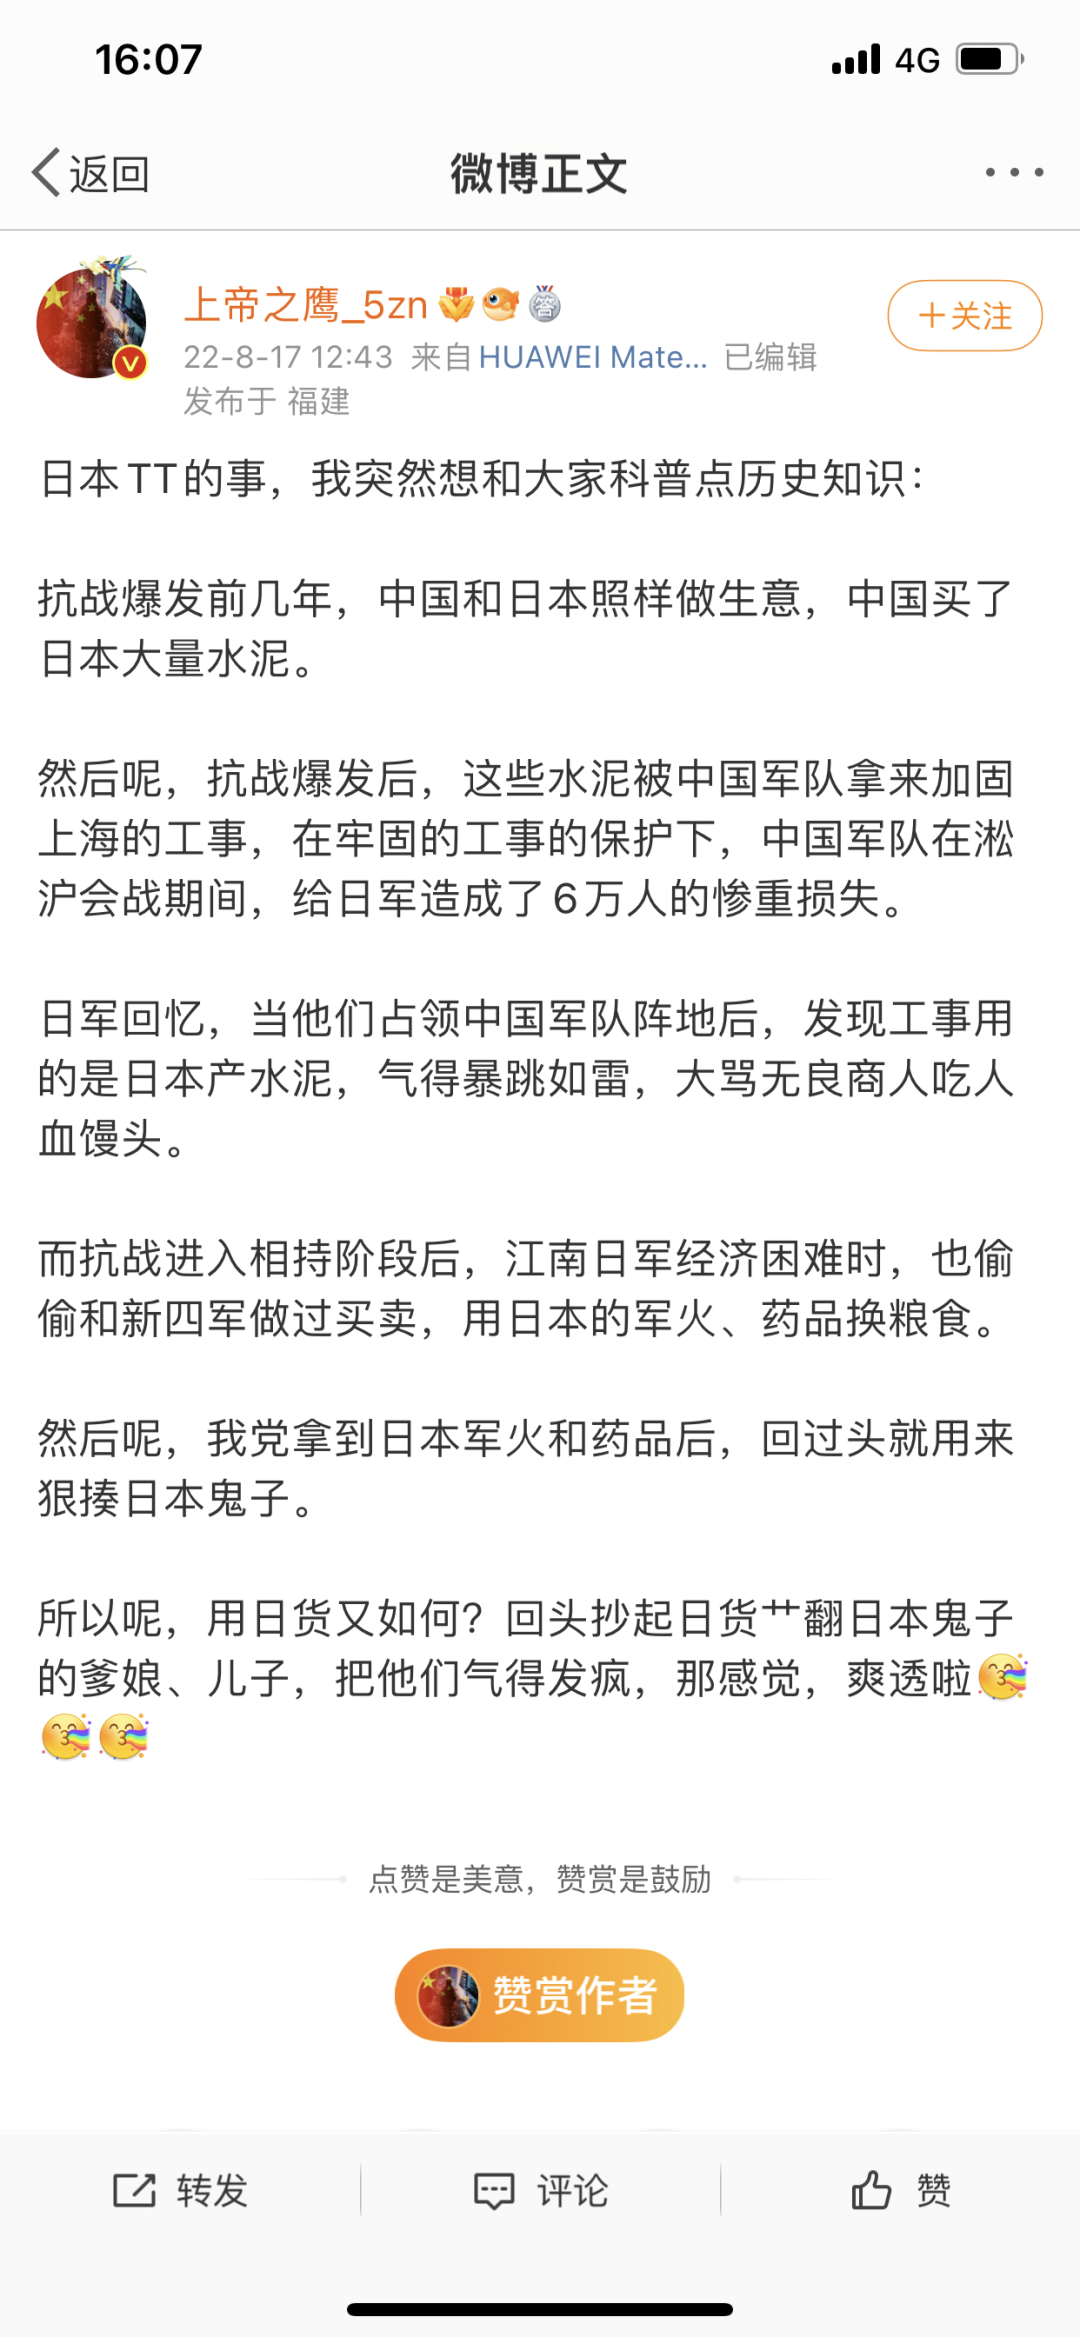 16:07
4G
返回
微博正文
上帝之鹰_5zn
答
+关注
22-8-17 12:43 来自 HUAWEI Mate... 已编辑
发布于 福建
日本TT的事，我突然想和大家科普点历史知识：
抗战爆发前几年，中国和日本照样做生意，中国买了
日本大量水泥。
然后呢，抗战爆发后，这些水泥被中国军队拿来加固
上海的工事，在牢固的工事的保护下，中国军队在淞
沪会战期间，给日军造成了6万人的惨重损失。
日军回忆，当他们占领中国军队阵地后，发现工事用
的是日本产水泥，气得暴跳如雷，大骂无良商人吃人
血馒头。
而抗战进入相持阶段后，江南日军经济困难时，也偷
偷和新四军做过买卖，用日本的军火、药品换粮食。
然后呢，我党拿到日本军火和药品后，回过头就用来
狠揍日本鬼子。
所以呢，用日货又如何？回头抄起日货艹翻日本鬼子
的爹娘、儿子，把他们气得发疯，那感觉，爽透啦
点赞是美意，赞赏是鼓励
赞赏作者
转发
评论
赞